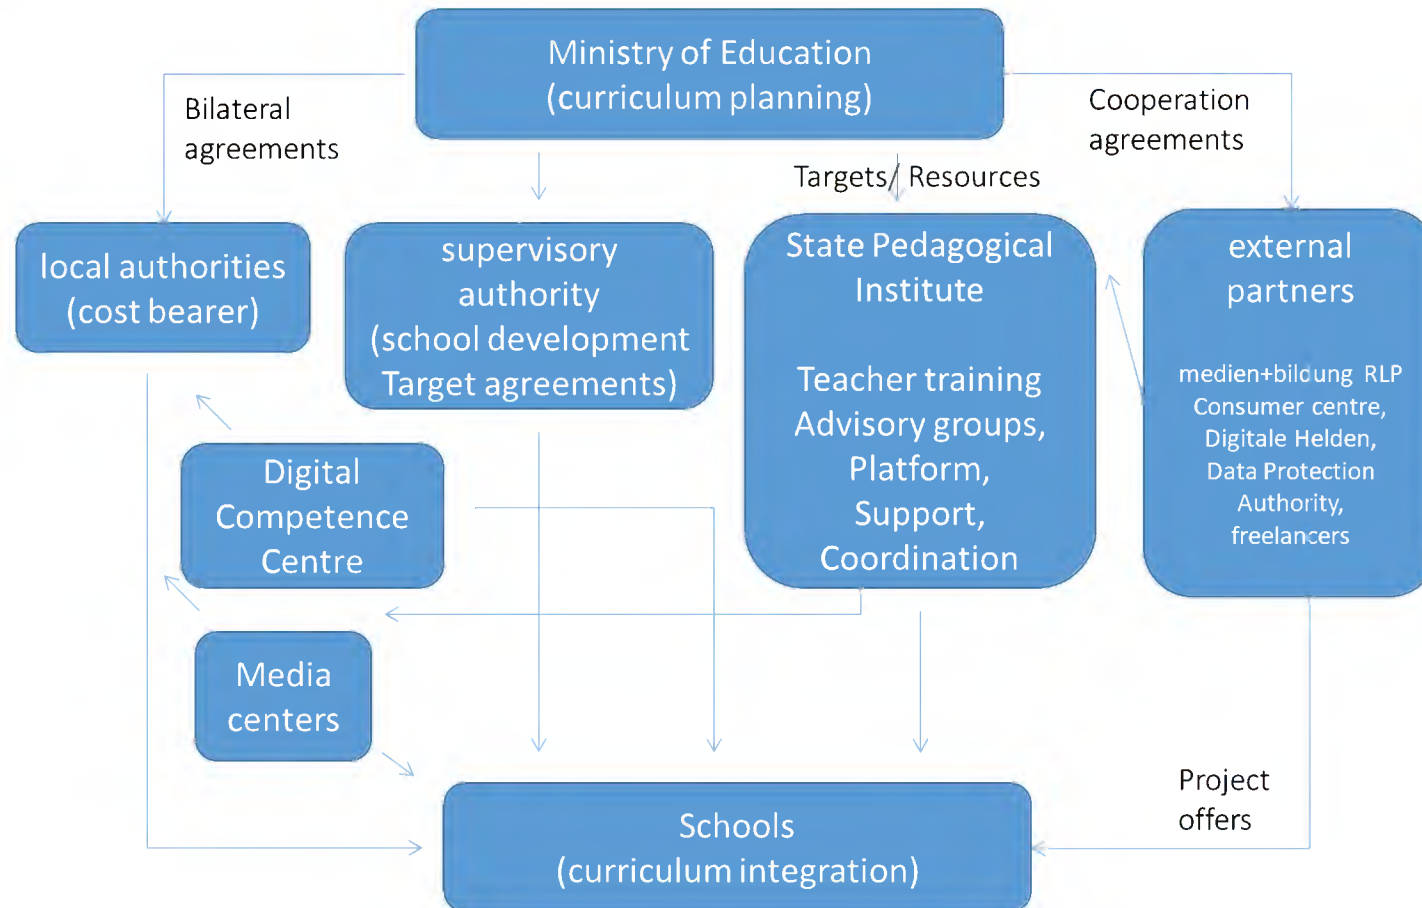 Ministry of Education
(curriculum planning)
Bilateral
agreements
Cooperation
agreements
Targets/ Resources
local authorities
(cost bearer)
supervisory
authority
(school development
Target agreements)
State Pedagogical
Institute
Teacher training
Advisory groups,
Platform,
Support,
Coordination
external
partners
medien+bildung RLP
Consumer centre,
Digitale Helden,
Data Protection
Authority,
freelancers
Digital
Competence
Centre
Media
centers
Project
offers
Schools
(curriculum integration)